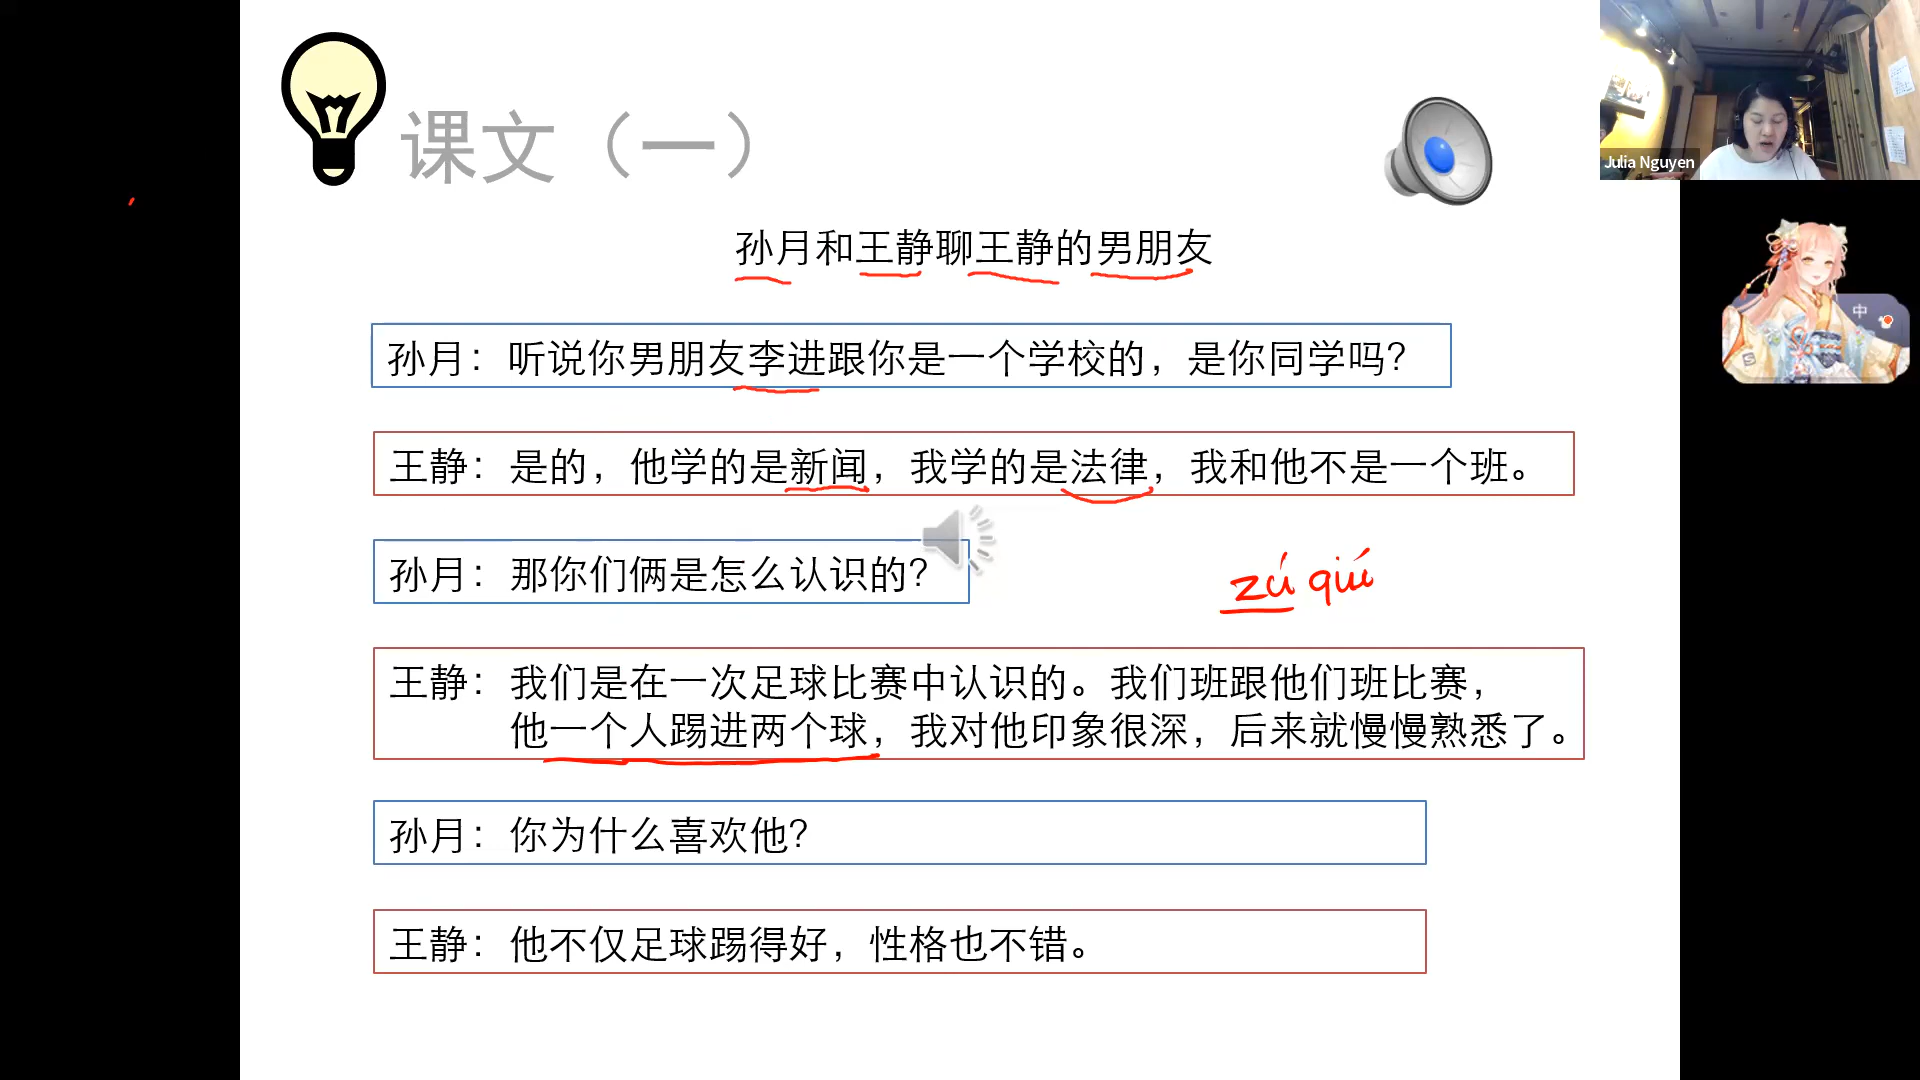 课文（一）
Julia Nguyen
孙月和王静聊王静的男朋友
中
孙月：听说你男朋友李进跟你是一个学校的，是你同学吗？
王静：是的，他学的是新闻，我学的是法律，我和他不是一个班。
孙月：那你们俩是怎么认识的？
zú qiú
王静：我们是在一次足球比赛中认识的。我们班跟他们班比赛，
他一个人踢进两个球，我对他印象很深，后来就慢慢熟悉了。
孙月：你为什么喜欢他？
王静：他不仅足球踢得好，性格也不错。